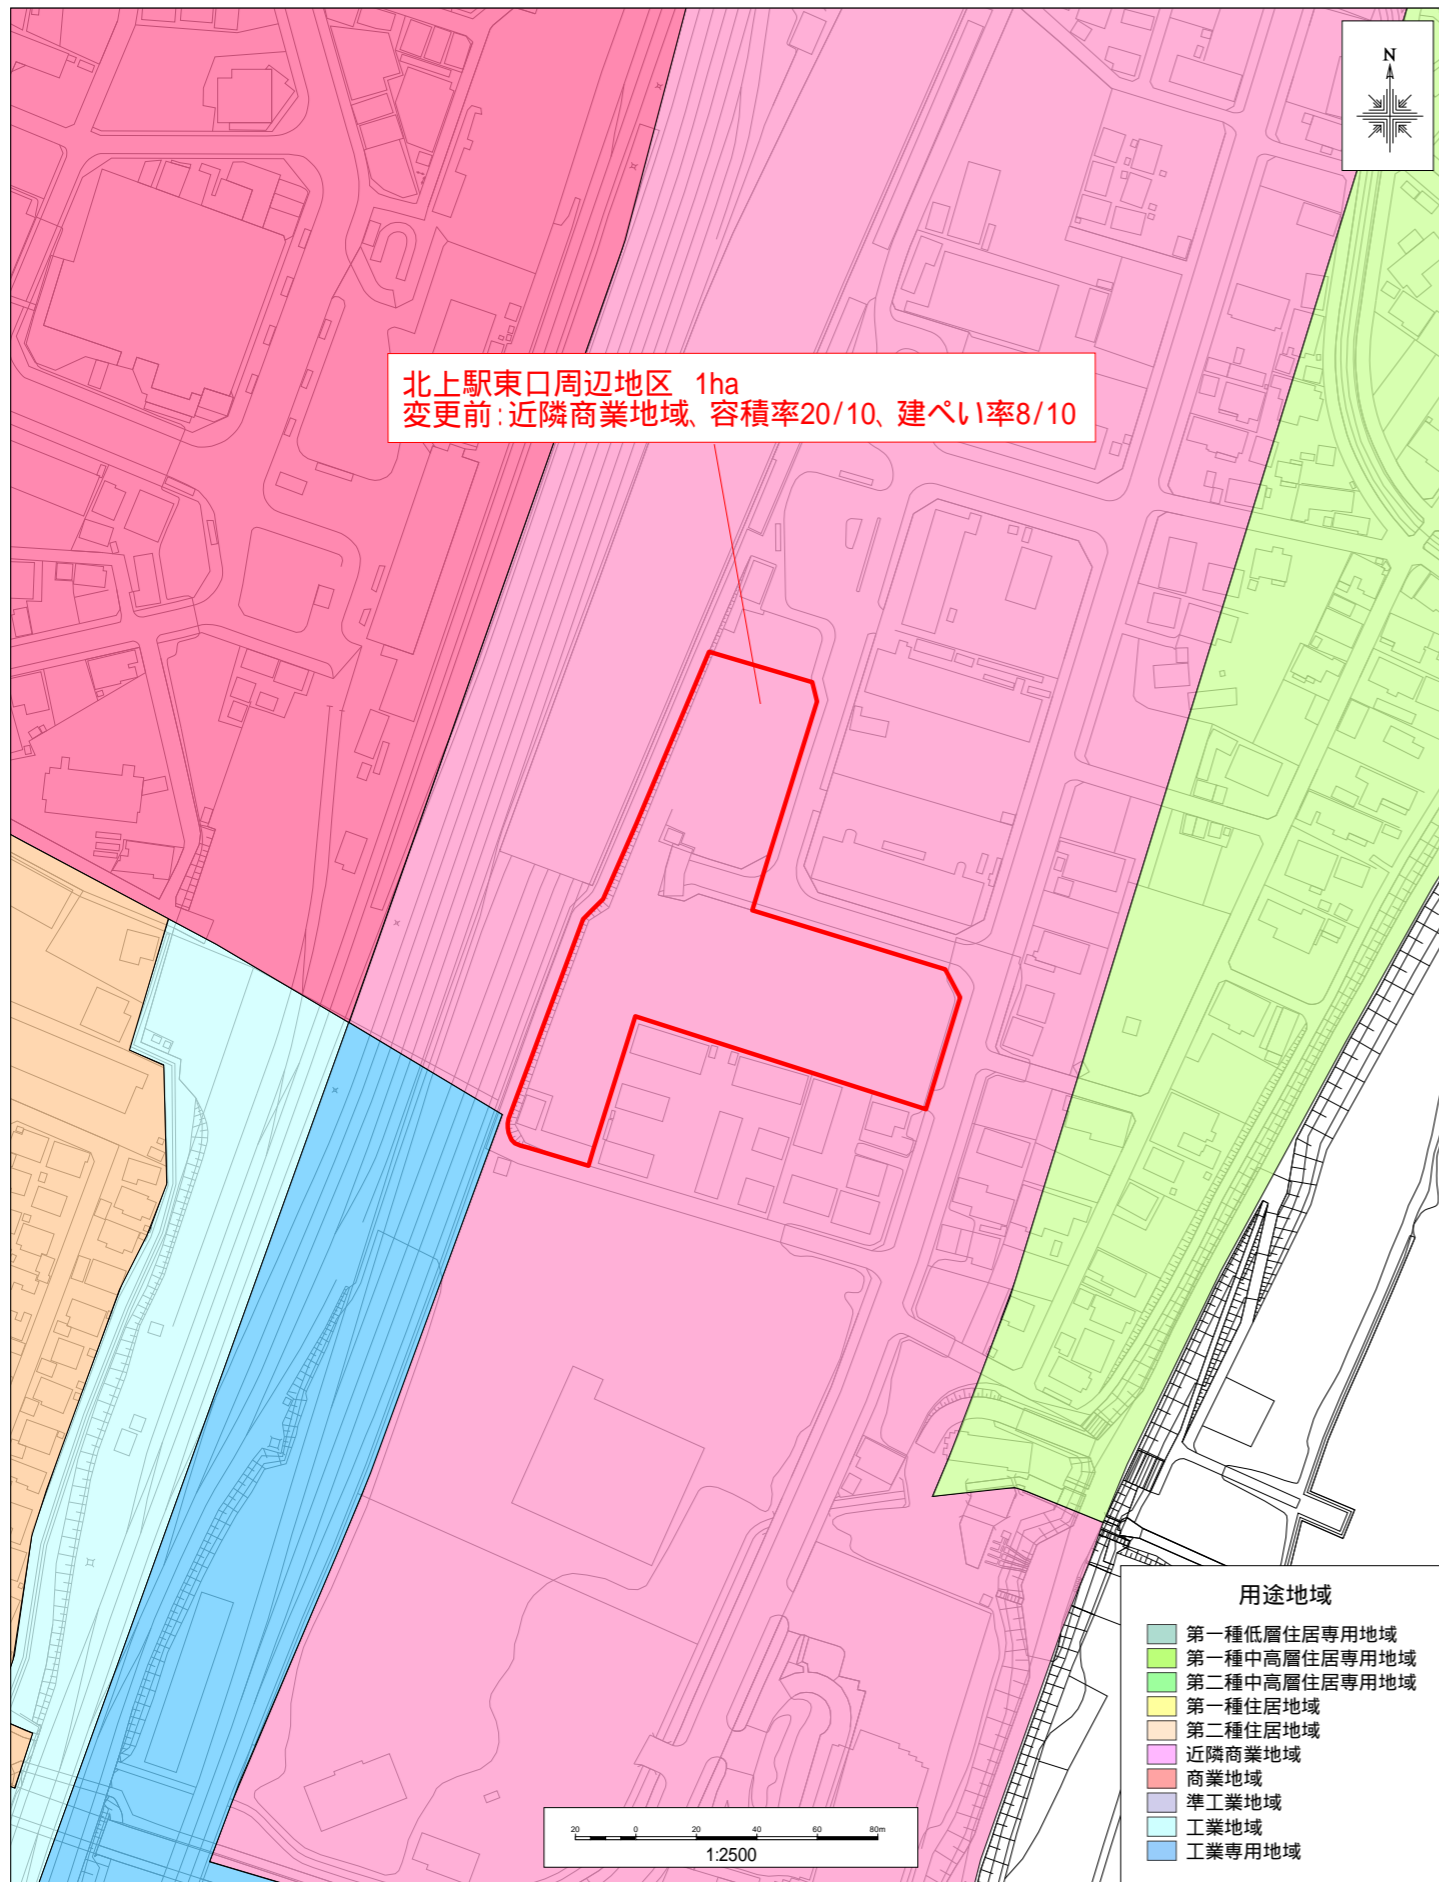 N
北上駅東口周辺地区 1ha
変更前:近隣商業地域、容積率20/10、建ぺい率8/10
用途地域
第一種低層住居専用地域
第一種中高層住居専用地域
第二種中高層住居専用地域
第一種住居地域
第二種住居地域
近隣商業地域
商業地域
準工業地域
工業地域
工業専用地域
20 0 20 40 60 80m
1:2500